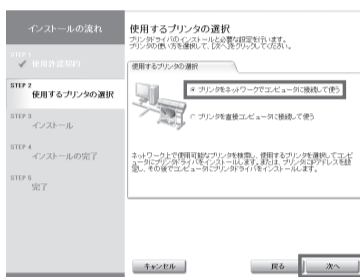 インストールの流れ
STEP 1
使用許諾契約
STEP 2
使用するプリンタの選択
STEP 3
インストール
STEP 4
インストールの完了
STEP 5
完了
使用するプリンタの選択
プリンタドライバのインストールと必要な設定を行います。
プリンタの使い方を選択して、[次へ]をクリックしてください。
使用するプリンタの選択
プリンタをネットワークでコンピュータに接続して使う
プリンタを直接コンピュータに接続して使う
ネットワーク上で使用可能なプリンタを検索し、使用するプリンタを選択してコンピ
ュータにプリンタドライバをインストールします。または、プリンタにIPアドレスを設
定し、その後でコンピュータにプリンタドライバをインストールします。
キャンセル
戻る
次へ